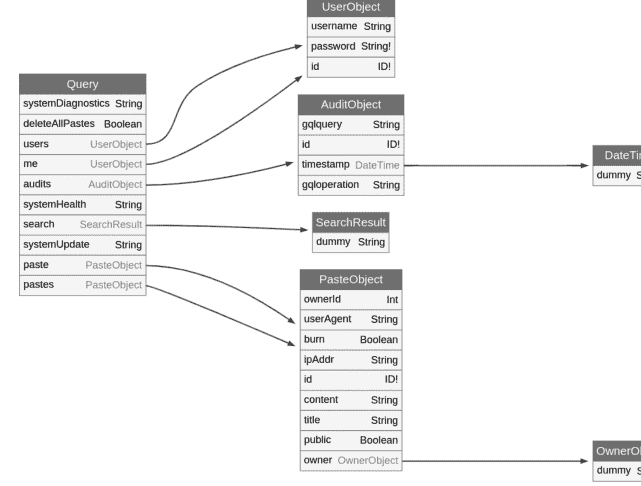 UserObject
username String
password String!
id ID!
Query
systemDiagnostics String
deleteAllPastes Boolean
users UserObject
me UserObject
audits AuditObject
systemHealth String
search SearchResult
systemUpdate String
paste PasteObject
pastes PasteObject
AuditObject
gqlquery String
id ID!
timestamp DateTime
gqloperation String
SearchResult
dummy String
PasteObject
ownerId Int
userAgent String
burn Boolean
ipAddr String
id ID!
content String
title String
public Boolean
owner OwnerObject
dummy
dummy